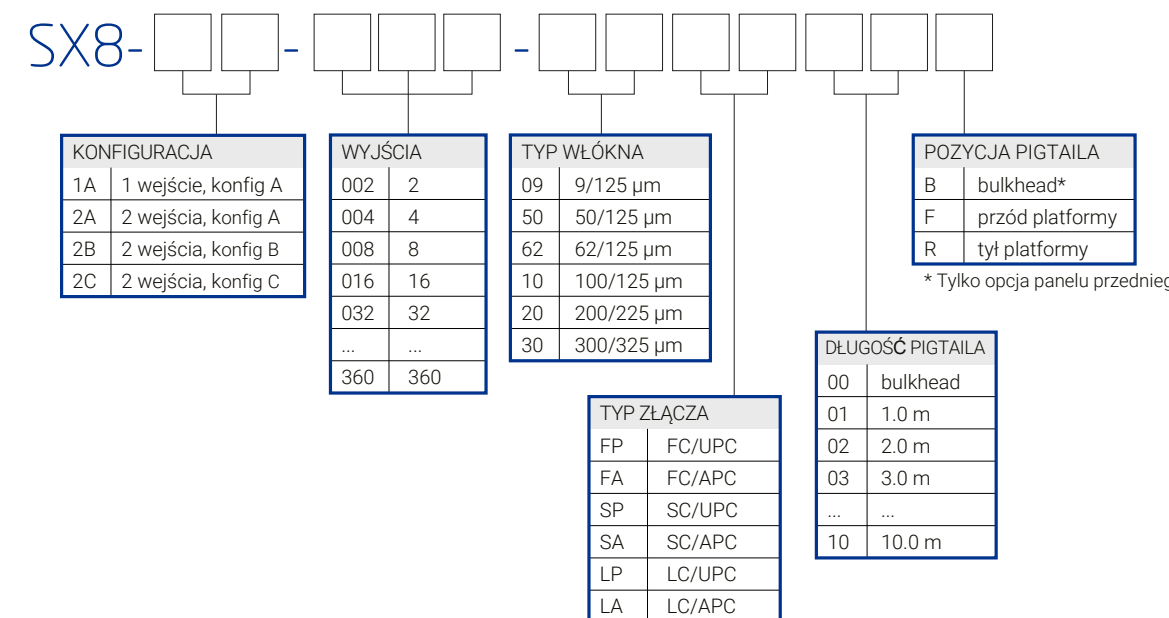 SX8- - -
KONFIGURACJA
1A 1 wejście, konfig A
2A 2 wejścia, konfig A
2B 2 wejścia, konfig B
2C 2 wejścia, konfig C
WYJŚCIA
002 2
004 4
008 8
016 16
032 32
... ...
360 360
TYP WŁÓKNA
09 9/125 µm
50 50/125 µm
62 62/125 µm
10 100/125 µm
20 200/225 µm
30 300/325 µm
POZYCJA PIGTAILA
B bulkhead*
F przód platformy
R tył platformy
* Tylko opcja panelu przednieg
TYP ZŁĄCZA
FP FC/UPC
FA FC/APC
SP SC/UPC
SA SC/APC
LP LC/UPC
LA LC/APC
DŁUGOŚĆ PIGTAILA
00 bulkhead
01 1.0 m
02 2.0 m
03 3.0 m
... ...
10 10.0 m